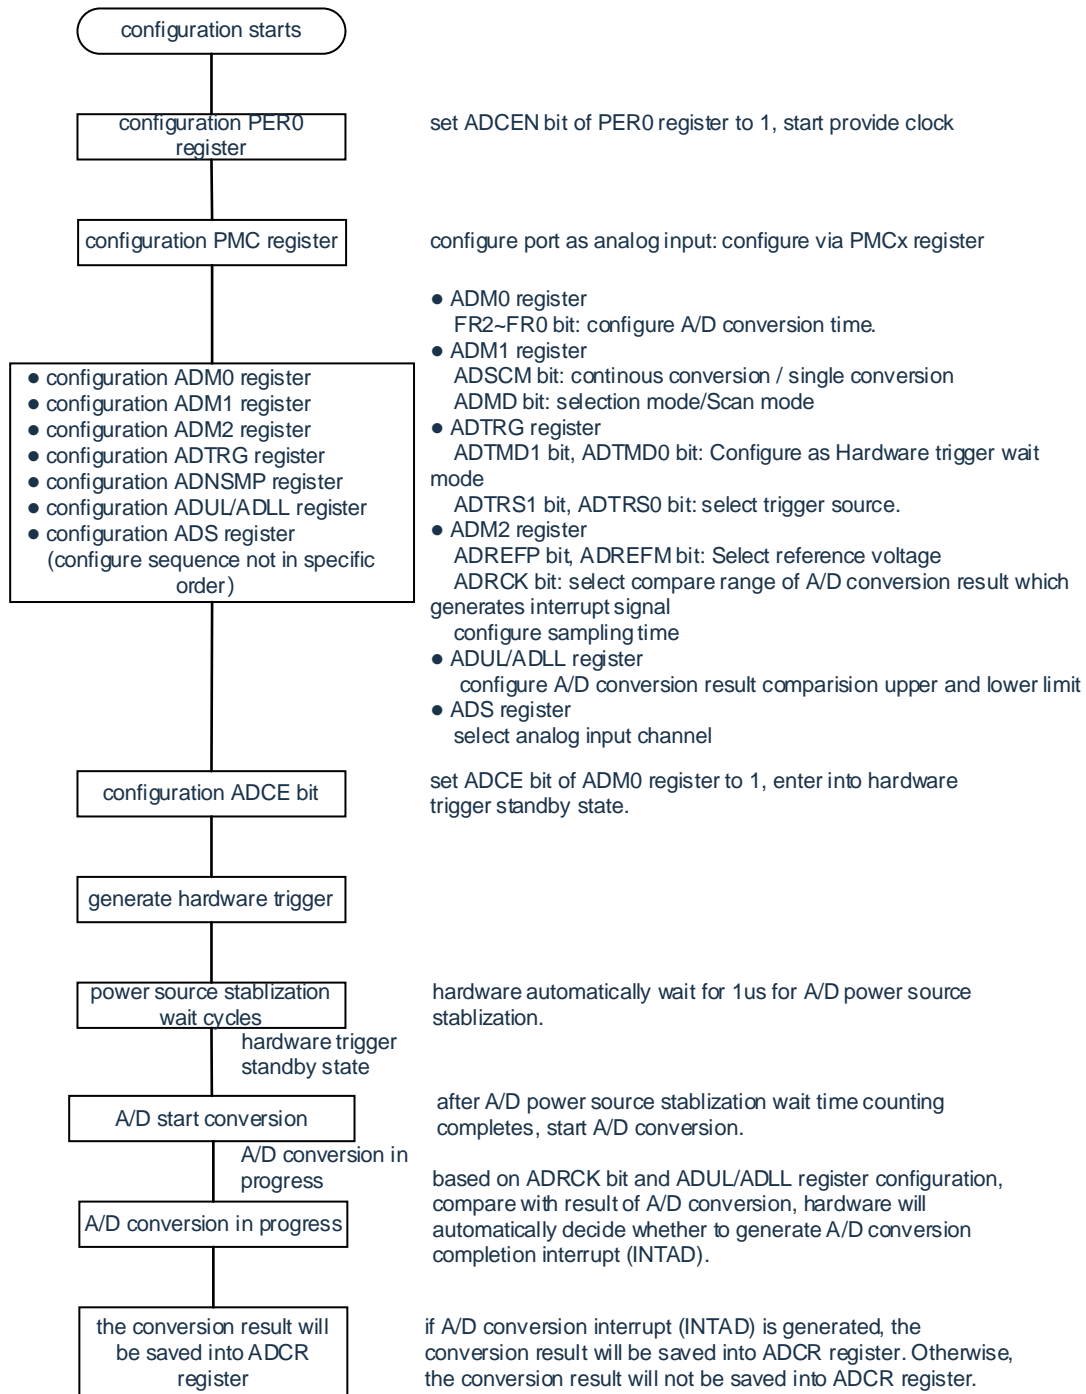 configuration starts
configuration PER0
register
set ADCEN bit of PER0 register to 1, start provide clock
configuration PMC register
configure port as analog input: configure via PMCx register
● configuration ADM0 register
● configuration ADM1 register
● configuration ADM2 register
● configuration ADTRG register
● configuration ADNSMP register
● configuration ADUL/ADLL register
● configuration ADS register
(configure sequence not in specific
order)
● ADM0 register
FR2~FR0 bit: configure A/D conversion time.
● ADM1 register
ADSCM bit: continous conversion / single conversion
ADMD bit: selection mode/Scan mode
● ADTRG register
ADTMD1 bit, ADTMD0 bit: Configure as Hardware trigger wait
mode
ADTRS1 bit, ADTRS0 bit: select trigger source.
● ADM2 register
ADREFP bit, ADREFM bit: Select reference voltage
ADRCK bit: select compare range of A/D conversion result which
generates interrupt signal
configure sampling time
● ADUL/ADLL register
configure A/D conversion result comparision upper and lower limit
● ADS register
select analog input channel
configuration ADCE bit
set ADCE bit of ADM0 register to 1, enter into hardware
trigger standby state.
generate hardware trigger
power source stablization
wait cycles
hardware automatically wait for 1us for A/D power source
stablization.
hardware trigger
standby state
A/D start conversion
after A/D power source stablization wait time counting
completes, start A/D conversion.
A/D conversion in
progress
A/D conversion in progress
based on ADRCK bit and ADUL/ADLL register configuration,
compare with result of A/D conversion, hardware will
automatically decide whether to generate A/D conversion
completion interrupt (INTAD).
the conversion result will
be saved into ADCR
register
if A/D conversion interrupt (INTAD) is generated, the
conversion result will be saved into ADCR register. Otherwise,
the conversion result will not be saved into ADCR register.